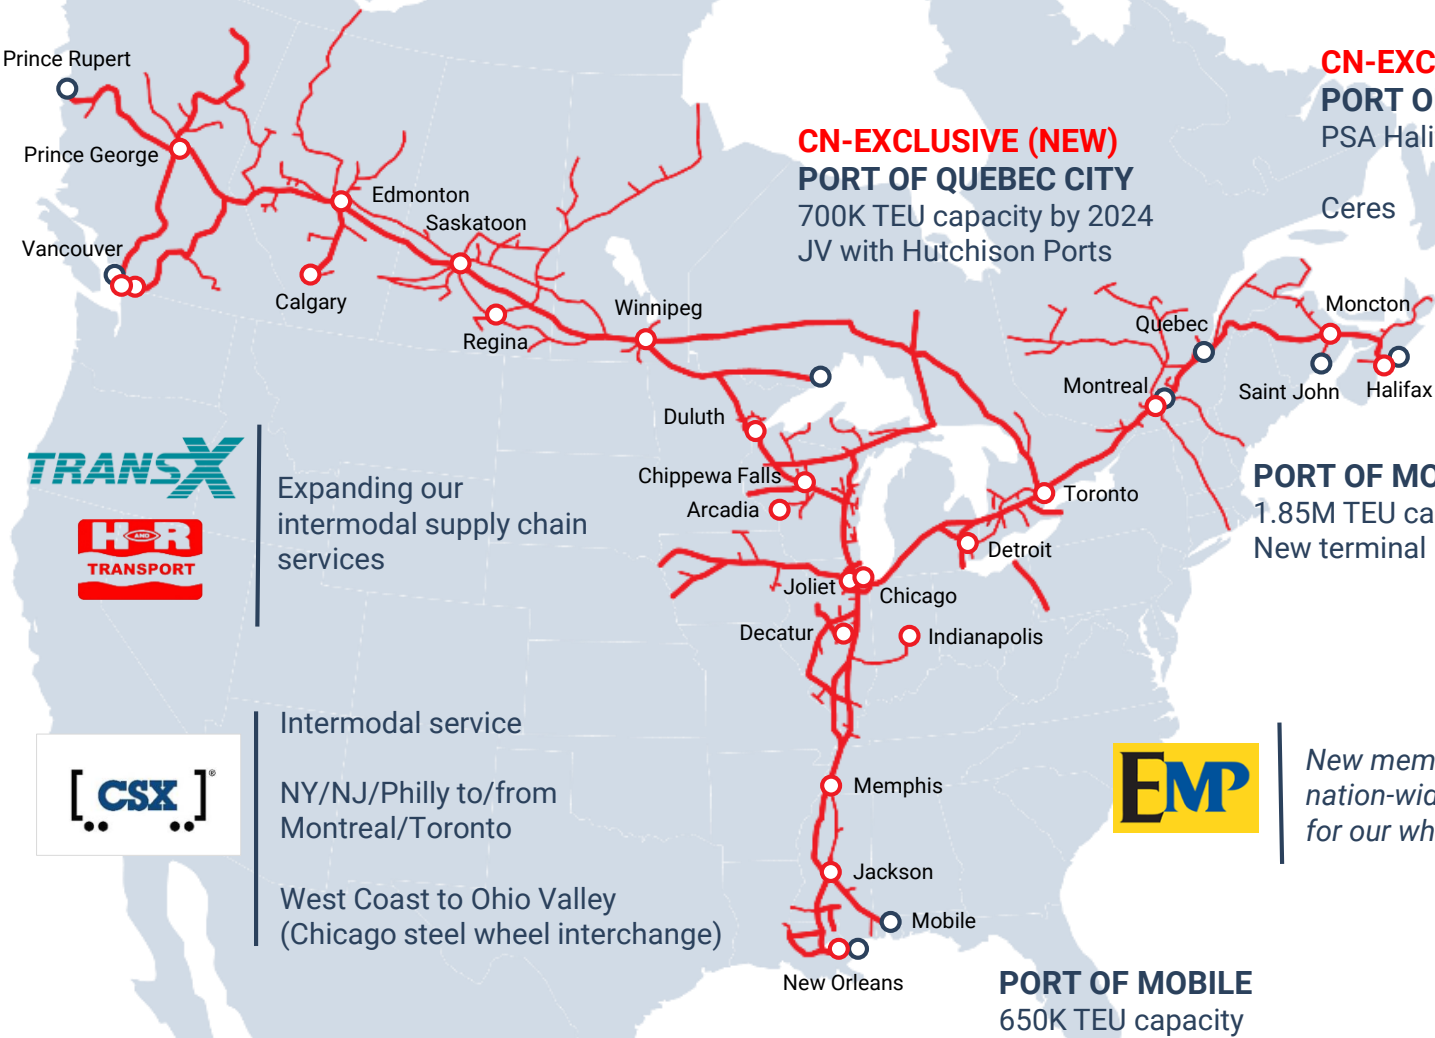 Prince Rupert
Prince George
Vancouver
Edmonton
Saskatoon
Calgary
Regina
Winnipeg
CN-EXCLUSIVE (NEW)
PORT OF QUEBEC CITY
700K TEU capacity by 2024
JV with Hutchison Ports
CN-EXC
PORT O
PSA Hali
Ceres
Quebec
Moncton
Montreal
Saint John
Halifax
Duluth
Chippewa Falls
Arcadia
Toronto
Detroit
Joliet
Chicago
Decatur
Indianapolis
PORT OF MO
1.85M TEU ca
New terminal
TRANSX
H AND R
TRANSPORT
Expanding our
intermodal supply chain
services
[CSX]®
Intermodal service
NY/NJ/Philly to/from
Montreal/Toronto
West Coast to Ohio Valley
(Chicago steel wheel interchange)
Memphis
Jackson
Mobile
New Orleans
EMP
New mem
nation-wid
for our wh
PORT OF MOBILE
650K TEU capacity